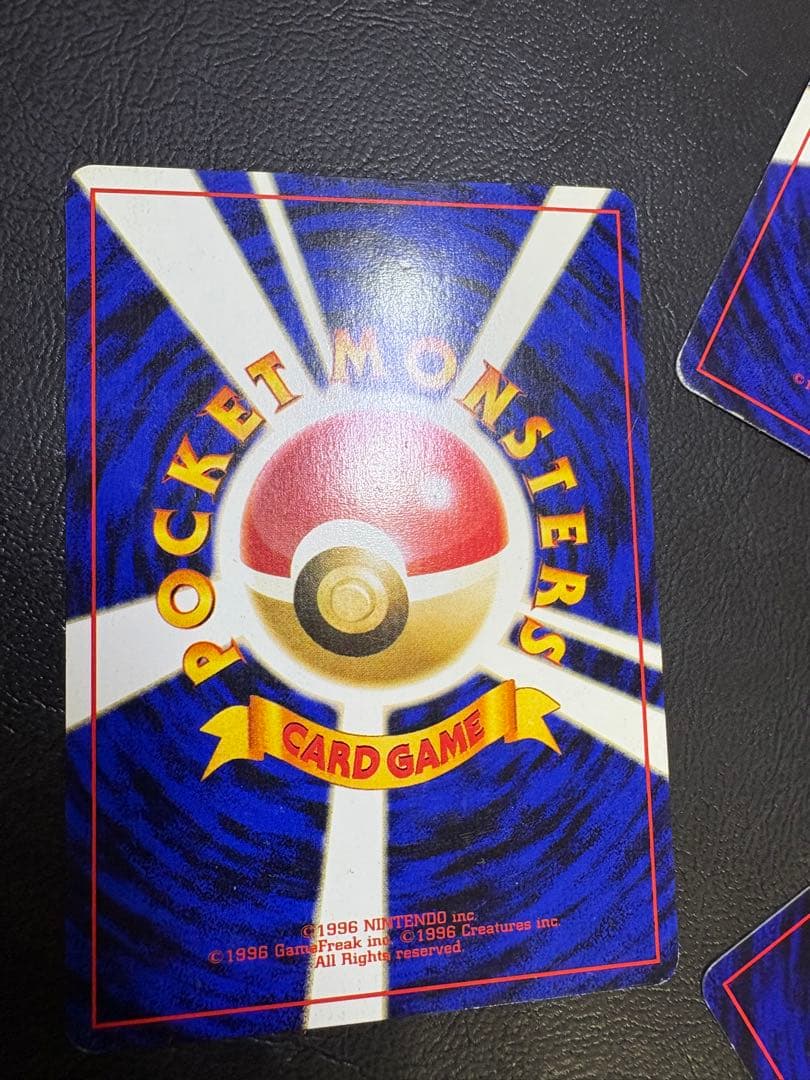 POCKET MONSTERS
CARD GAME
©1996 NINTENDO inc.
©1996 GameFreak inc. ©1996 Creatures inc.
All Rights reserved.
©